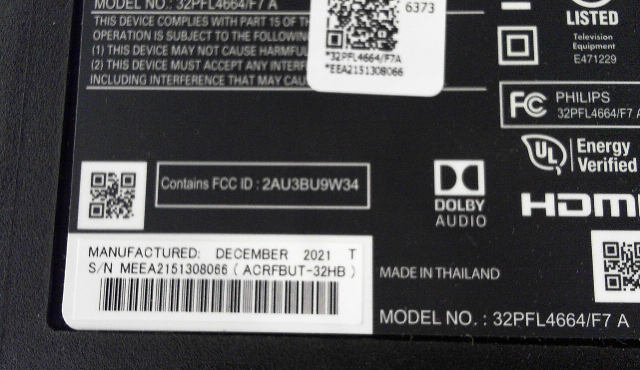 MODEL NO.: 32PFL4664/F7 A
THIS DEVICE COMPLIES WITH PART 15 OF TH
OPERATION IS SUBJECT TO THE FOLLOWING
(1) THIS DEVICE MAY NOT CAUSE HARMFUL
(2) THIS DEVICE MUST ACCEPT ANY INTERF
INCLUDING INTERFERENCE THAT MAY CAU
6373
*32PFL4664/F7A
*EEA2151308066
LISTED
Television
Equipment
E471229
FC PHILIPS
32PFL4664/F7 A
UL Energy
Verified
Contains FCC ID : 2AU3BU9W34
DOLBY
AUDIO
HDMI
MANUFACTURED: DECEMBER 2021 T
S/N MEEA2151308066 ( ACRFBUT-32HB )
MADE IN THAILAND
MODEL NO. : 32PFL4664/F7 A